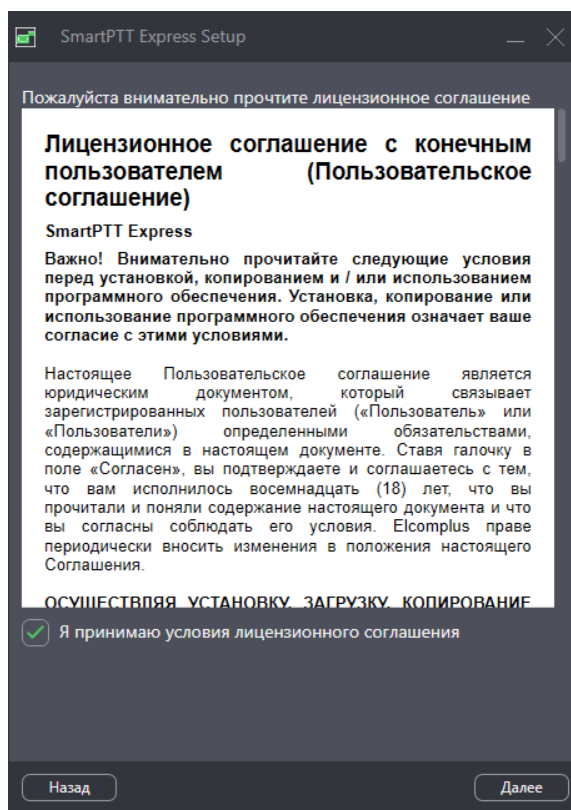 SmartPTT Express Setup
Пожалуйста внимательно прочтите лицензионное соглашение
Лицензионное соглашение с конечным
пользователем (Пользовательское
соглашение)
SmartPTT Express
Важно! Внимательно прочитайте следующие условия
перед установкой, копированием и / или использованием
программного обеспечения. Установка, копирование или
использование программного обеспечения означает ваше
согласие с этими условиями.
Настоящее Пользовательское соглашение является
юридическим документом, который связывает
зарегистрированных пользователей («Пользователь» или
«Пользователи») определенными обязательствами,
содержащимися в настоящем документе. Ставя галочку в
поле «Согласен», вы подтверждаете и соглашаетесь с тем,
что вам исполнилось восемнадцать (18) лет, что вы
прочитали и поняли содержание настоящего документа и что
вы согласны соблюдать его условия. Elcomplus праве
периодически вносить изменения в положения настоящего
Соглашения.
ОСУЩЕСТВЛЯЯ УСТАНОВКУ, ЗАГРУЗКУ, КОПИРОВАНИЕ
Я принимаю условия лицензионного соглашения
Назад
Далее